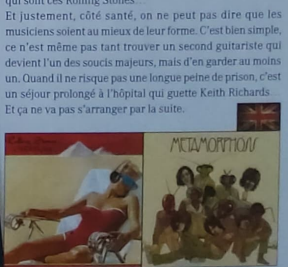 qui sont ces Rolling Stones...
Et justement, côté santé, on ne peut pas dire que les
musiciens soient au mieux de leur forme. C'est bien simple,
ce n'est même pas tant trouver un second guitariste qui
devient l'un des soucis majeurs, mais d'en garder au moins
un. Quand il ne risque pas une longue peine de prison, c'est
un séjour prolongé à l'hôpital qui guette Keith Richards...
Et ça ne va pas s'arranger par la suite.
METAMORPHOSIS